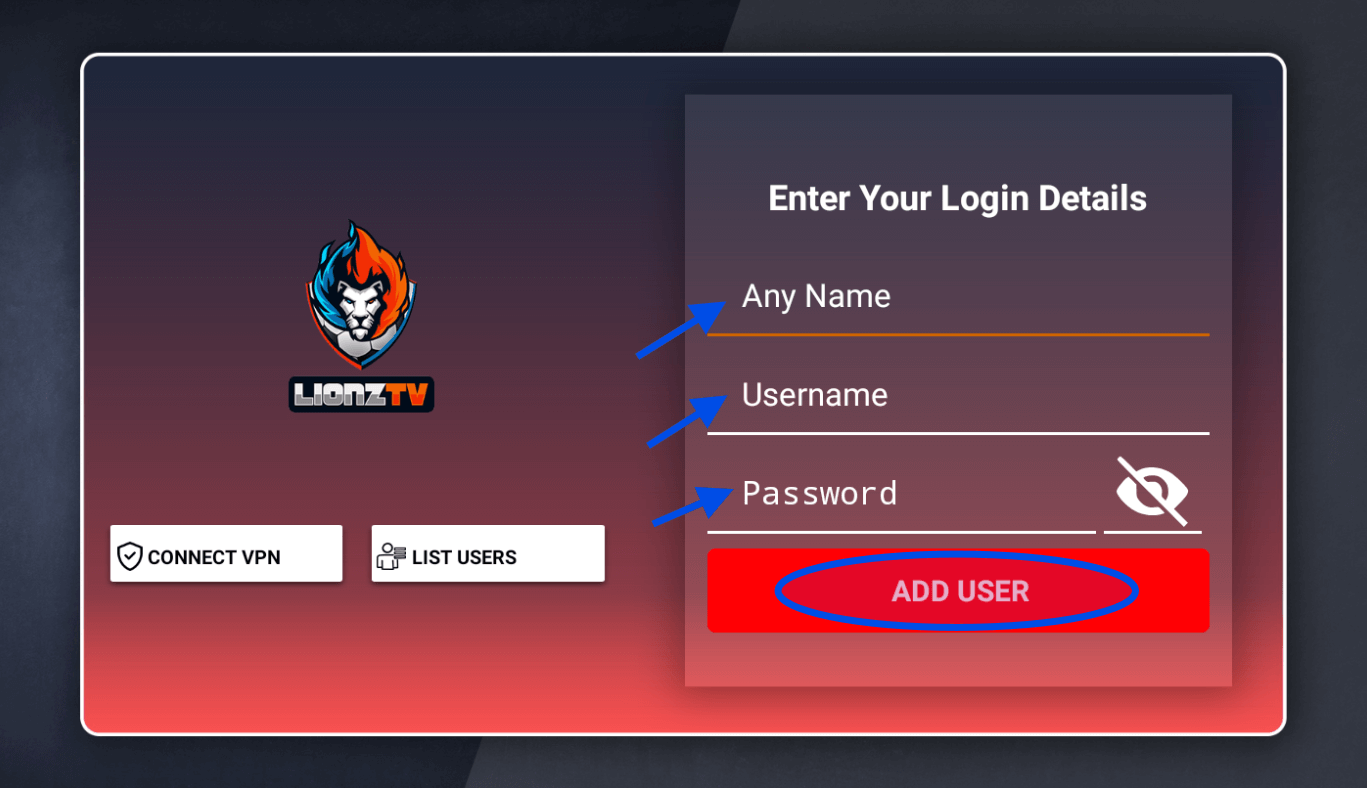 Enter Your Login Details
Any Name
Username
Password
ADD USER
LIONZTV
CONNECT VPN
LIST USERS